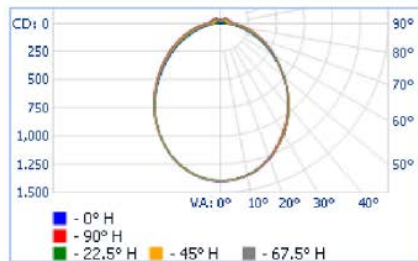 CD: 0 90°
250 80°
500 70°
750 60°
1,000
1,250 50°
1,500 VA: 0° 10° 20° 30° 40°
- 0° H
- 90° H
- 22.5° H - 45° H - 67.5° H